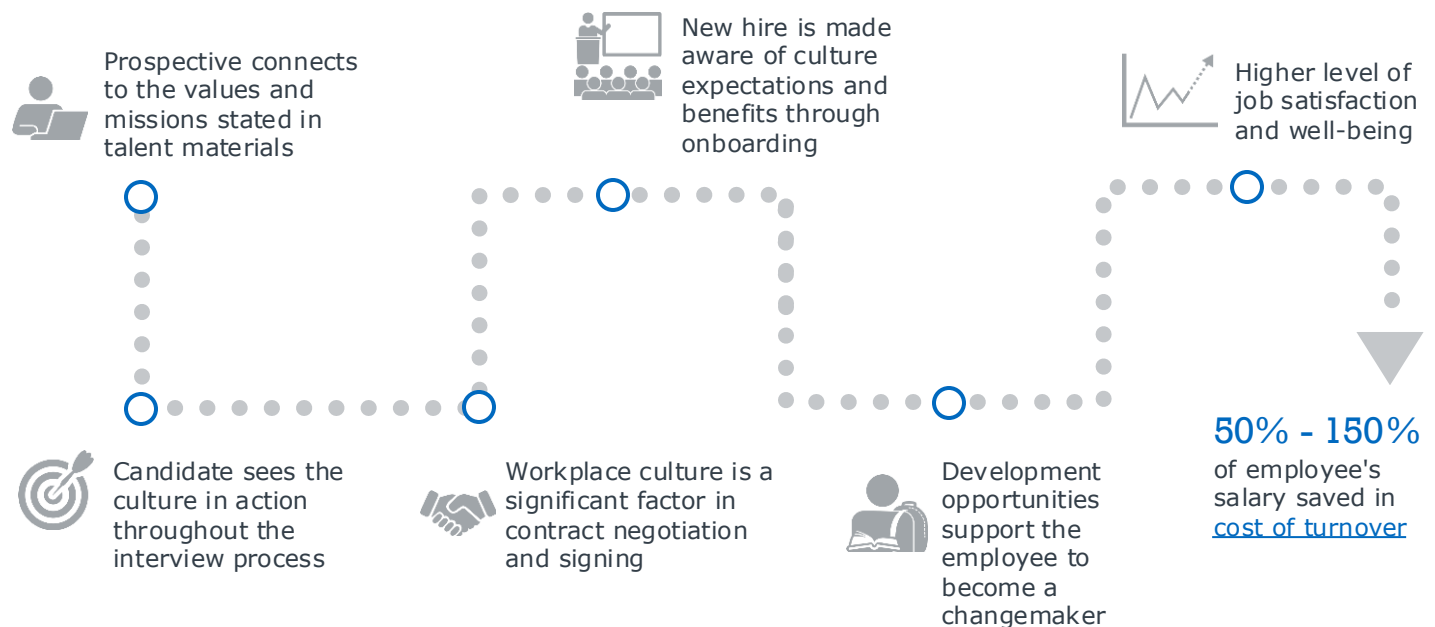 Prospective connects
to the values and
missions stated in
talent materials
Candidate sees the
culture in action
throughout the
interview process
Workplace culture is a
significant factor in
contract negotiation
and signing
New hire is made
aware of culture
expectations and
benefits through
onboarding
Development
opportunities
support the
employee to
become a
changemaker
Higher level of
job satisfaction
and well-being
50% - 150%
of employee's
salary saved in
cost of turnover